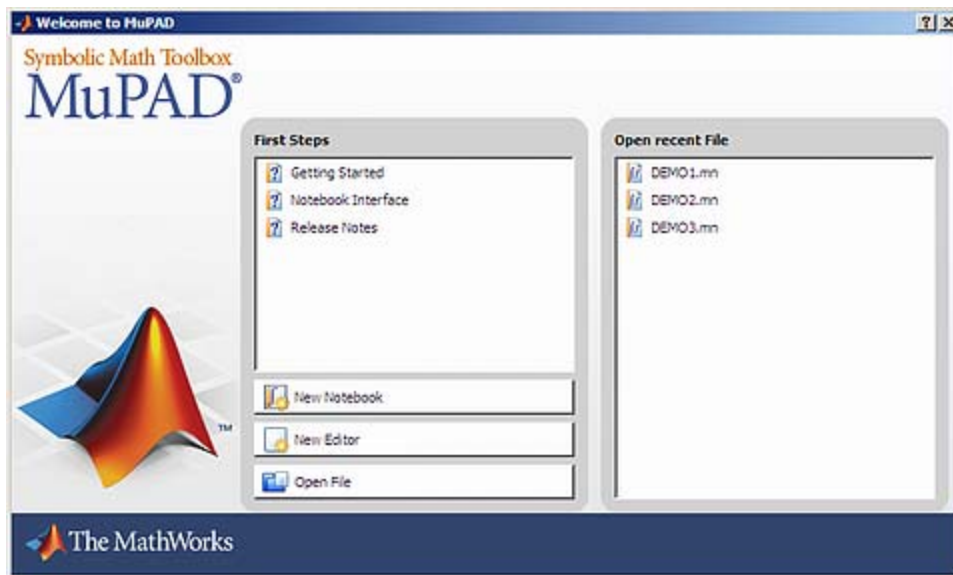 Welcome to MuPAD
Symbolic Math Toolbox
MuPAD®
First Steps
Getting Started
Notebook Interface
Release Notes
New Notebook
New Editor
Open File
Open recent File
DEMO1.mn
DEMO2.mn
DEMO3.mn
TM
The MathWorks